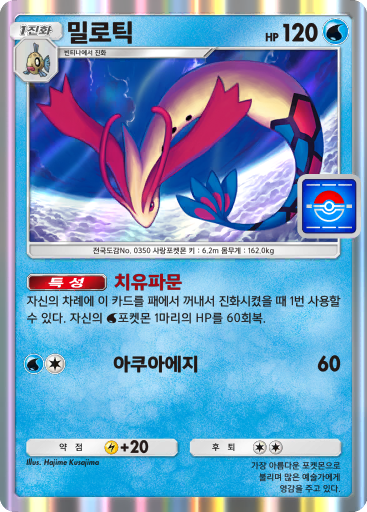 1진화
밀로틱
HP 120
빈티나에서 진화
전국도감No. 0350 사랑포켓몬 키 : 6.2m 몸무게 : 162.0kg
특성 치유파문
자신의 차례에 이 카드를 패에서 꺼내서 진화시켰을 때 1번 사용할
수 있다. 자신의 포켓몬 1마리의 HP를 60회복.
아쿠아에지 60
약점 +20 후퇴
Illus. Hajime Kusajima
가장 아름다운 포켓몬으로
불리며 많은 예술가에게
영감을 주고 있다.